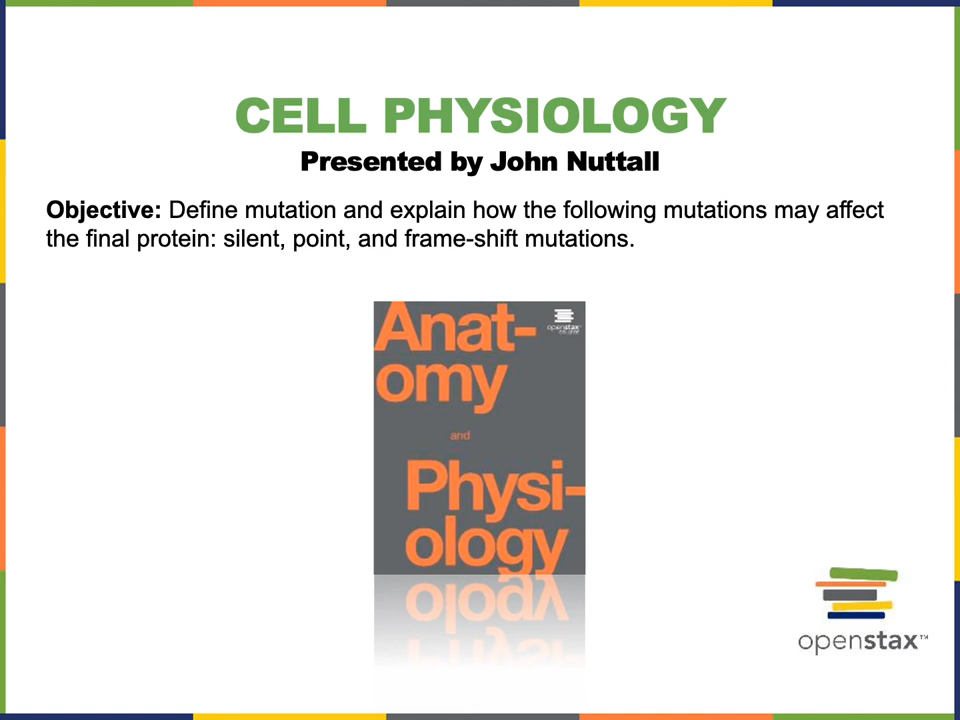 CELL PHYSIOLOGY
Presented by John Nuttall
Objective: Define mutation and explain how the following mutations may affect
the final protein: silent, point, and frame-shift mutations.
Anat-
omy
openstax
and
Physi-
ology
openstax™